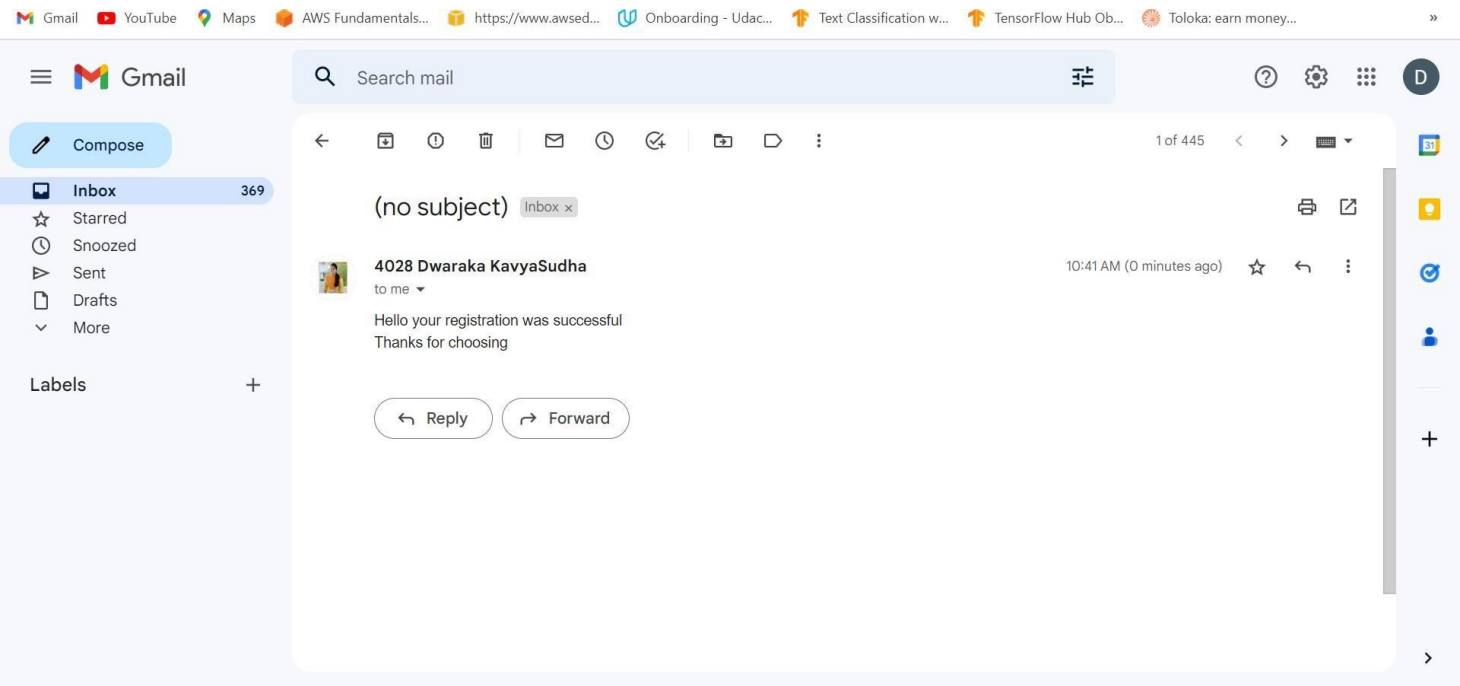 Gmail YouTube Maps AWS Fundamentals... https://www.awsed... Onboarding - Udac... Text Classification w... TensorFlow Hub Ob... Toloka: earn money... »
Gmail
Search mail
D
Compose
1 of 445
Inbox 369
Starred
Snoozed
Sent
Drafts
More
Labels
31
(no subject) Inbox ×
4028 Dwaraka KavyaSudha
10:41 AM (0 minutes ago)
to me
Hello your registration was successful
Thanks for choosing
Reply
Forward